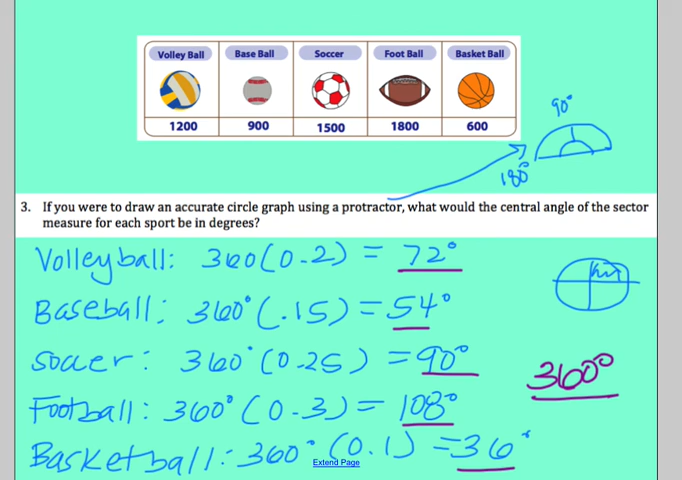 Volley Ball Base Ball Soccer Foot Ball Basket Ball
1200 900 1500 1800 600
90°
180°
3. If you were to draw an accurate circle graph using a protractor, what would the central angle of the sector
measure for each sport be in degrees?
Volleyball: 360(0.2) = 72°
Baseball: 360°(.15) = 54°
Soccer: 360°(0.25) = 90°
360°
Football: 360°(0.3) = 108°
Basketball: 360°(0.1) = 36°
Extend Page